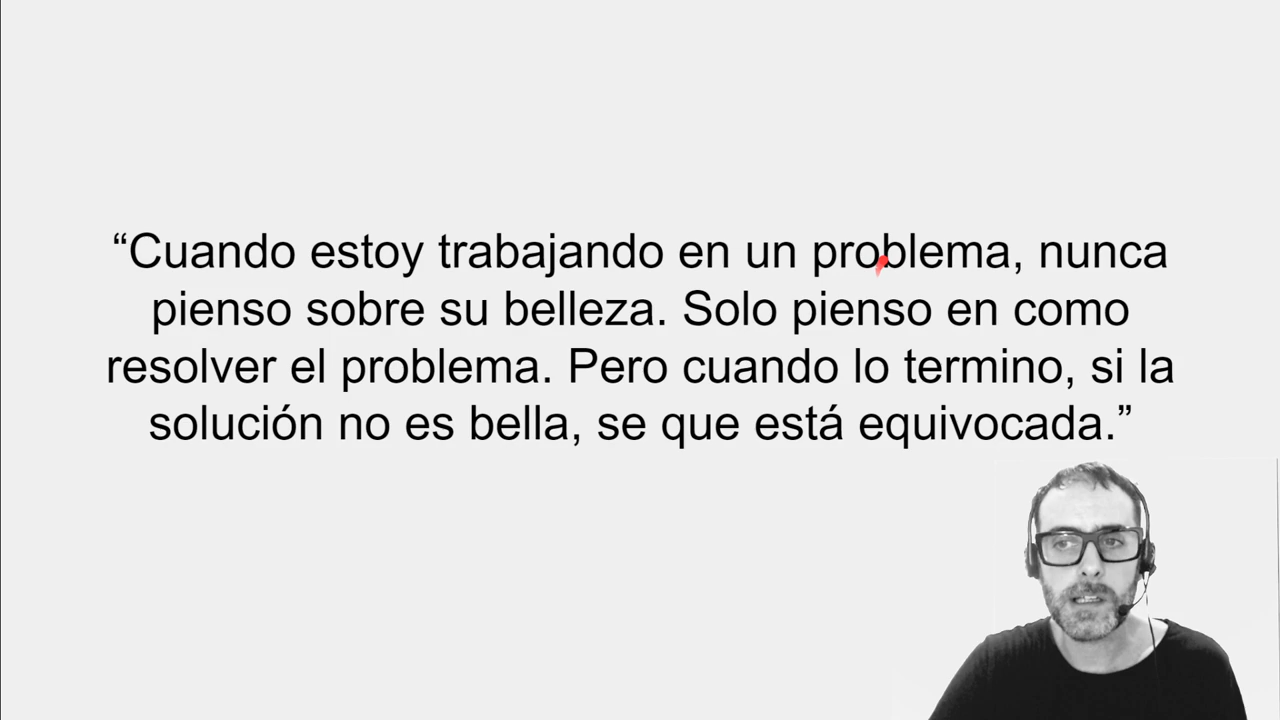 “Cuando estoy trabajando en un problema, nunca
pienso sobre su belleza. Solo pienso en como
resolver el problema. Pero cuando lo termino, si la
solución no es bella, se que está equivocada.”